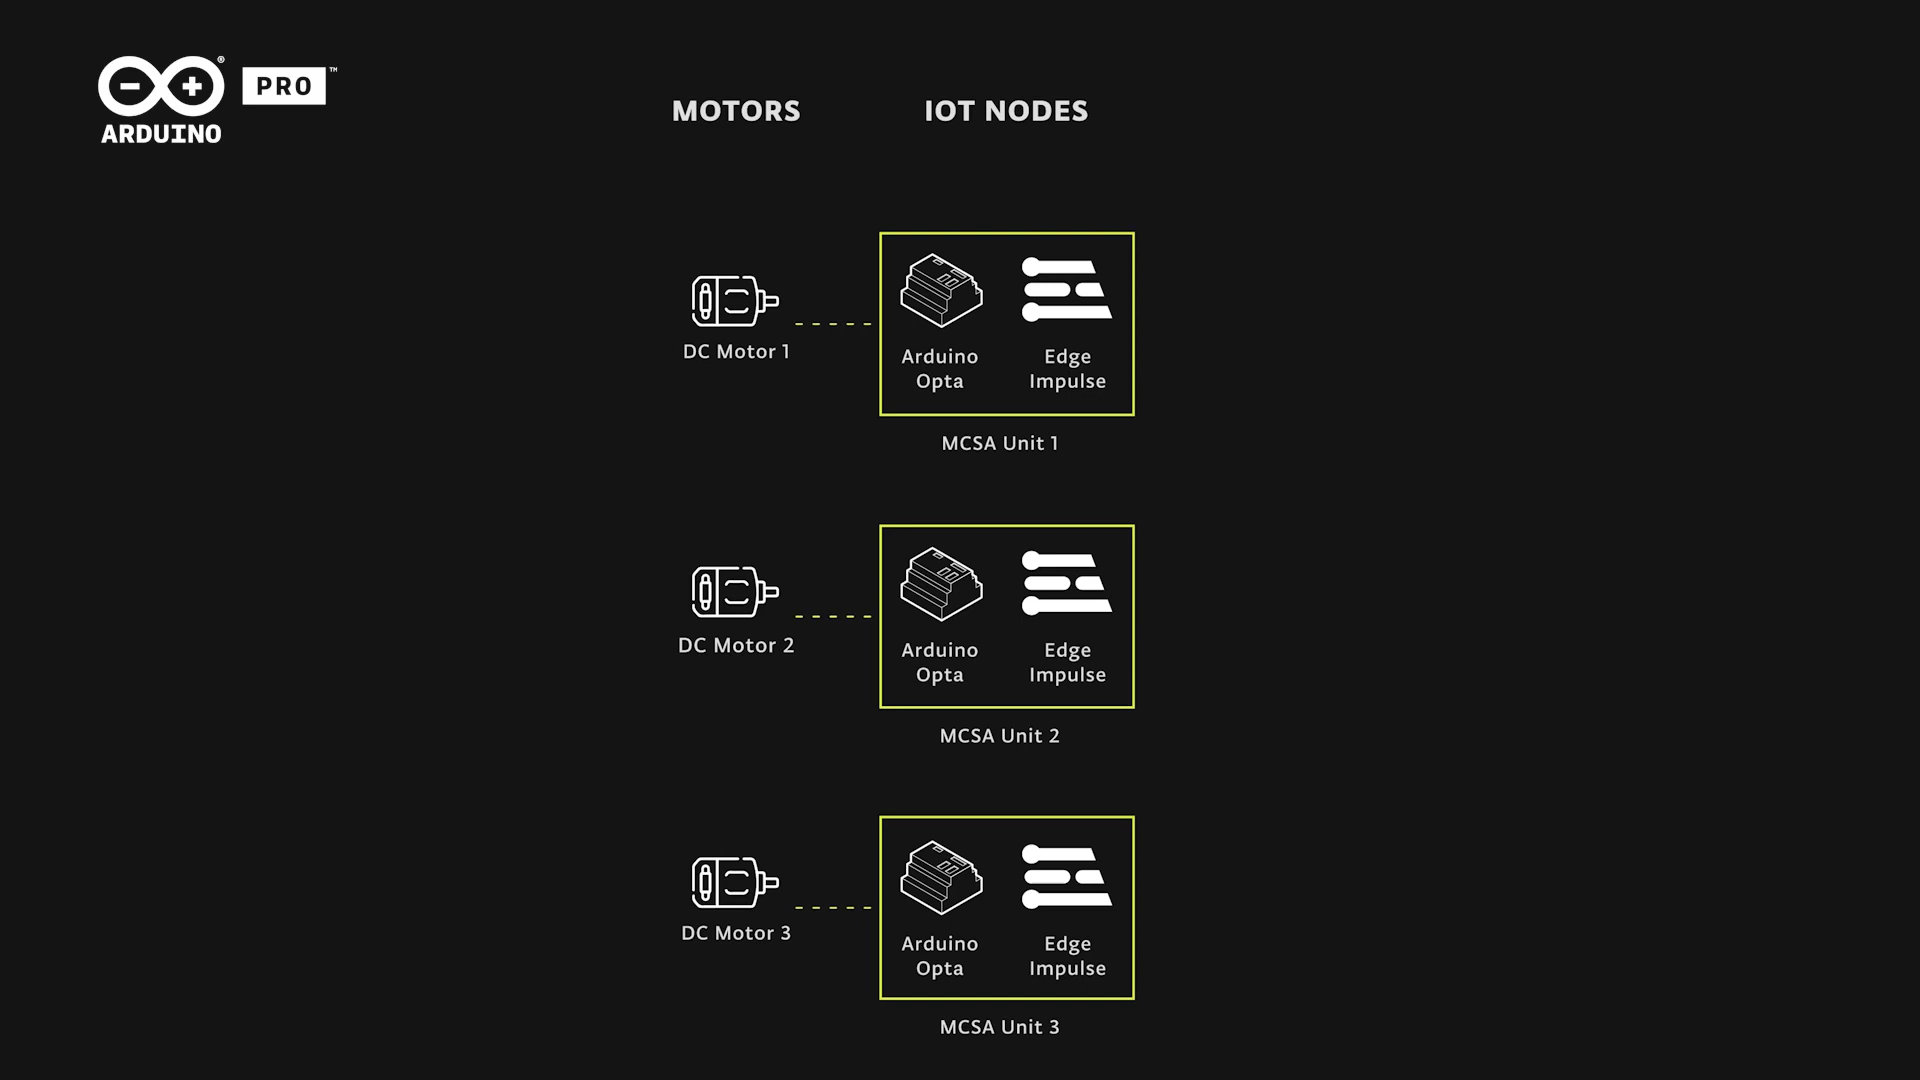 ARDUINO
®
PRO
™
MOTORS
IOT NODES
DC Motor 1
Arduino
Opta
Edge
Impulse
MCSA Unit 1
DC Motor 2
Arduino
Opta
Edge
Impulse
MCSA Unit 2
DC Motor 3
Arduino
Opta
Edge
Impulse
MCSA Unit 3